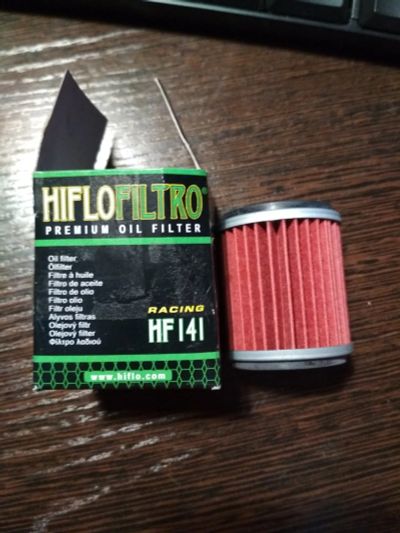 HIFLOFILTRO®
PREMIUM OIL FILTER
Oil filter
Ölfilter
Filtre à huile
Filtro de aceite
Filtro de olio
Filtro olio
Filtr oleju
Alyvos filtras
Olejový filtr
Olejový filter
Φίλτρο λαδιού
RACING
HF141
www.hiflo.com